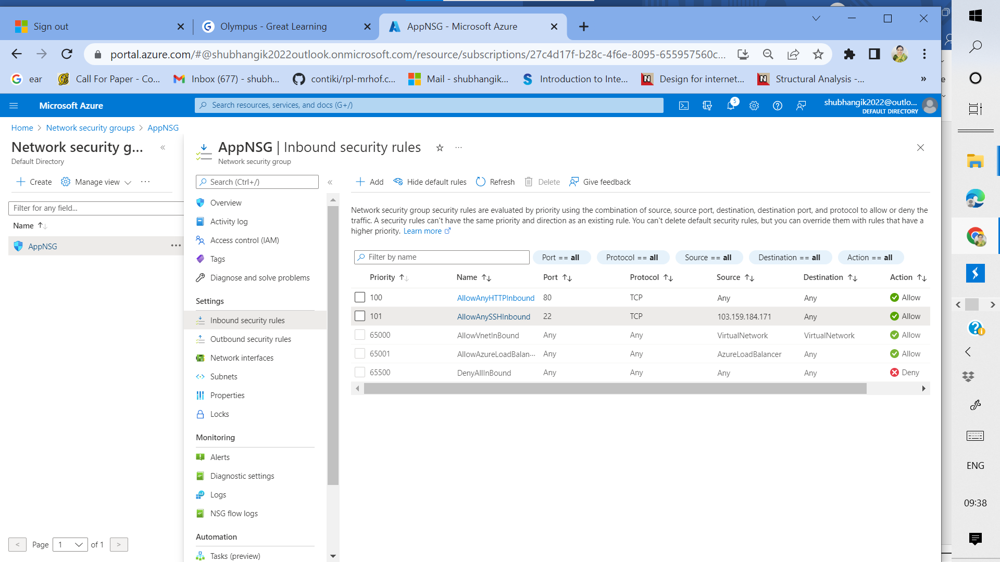 Sign out
Olympus - Great Learning
AppNSG - Microsoft Azure
portal.azure.com/#@shubhangik2022outlook.onmicrosoft.com/resource/subscriptions/27c4d17f-b28c-4f6e-8095-655957560c...
ear
Call For Paper - Co...
Inbox (677) - shubh...
contiki/rpl-mrhof.c...
Mail - shubhangik...
Introduction to Inte...
Design for internet...
Structural Analysis -...
»
Microsoft Azure
Search resources, services, and docs (G+/)
5
shubhangik2022@outlo...
DEFAULT DIRECTORY
Home > Network security groups > AppNSG
Network security g...
Default Directory
Create
Manage view
Filter for any field...
Name
AppNSG
< Page 1 of 1 >
AppNSG | Inbound security rules
Network security group
Search (Ctrl+/)
Overview
Activity log
Access control (IAM)
Tags
Diagnose and solve problems
Settings
Inbound security rules
Outbound security rules
Network interfaces
Subnets
Properties
Locks
Monitoring
Alerts
Diagnostic settings
Logs
NSG flow logs
Automation
Tasks (preview)
Add
Hide default rules
Refresh
Delete
Give feedback
Network security group security rules are evaluated by priority using the combination of source, source port, destination, destination port, and protocol to allow or deny the
traffic. A security rules can't have the same priority and direction as an existing rule. You can't delete default security rules, but you can override them with rules that have a
higher priority. Learn more
Filter by name
Port == all
Protocol == all
Source == all
Destination == all
Action == all
Priority Name Port Protocol Source Destination Action
100 AllowAnyHTTPInbound 80 TCP Any Any Allow
101 AllowAnySSHInbound 22 TCP 103.159.184.171 Any Allow
65000 AllowVnetInBound Any Any VirtualNetwork VirtualNetwork Allow
65001 AllowAzureLoadBalan··· Any Any AzureLoadBalancer Any Allow
65500 DenyAllInBound Any Any Any Any Deny
e
ENG
09:38